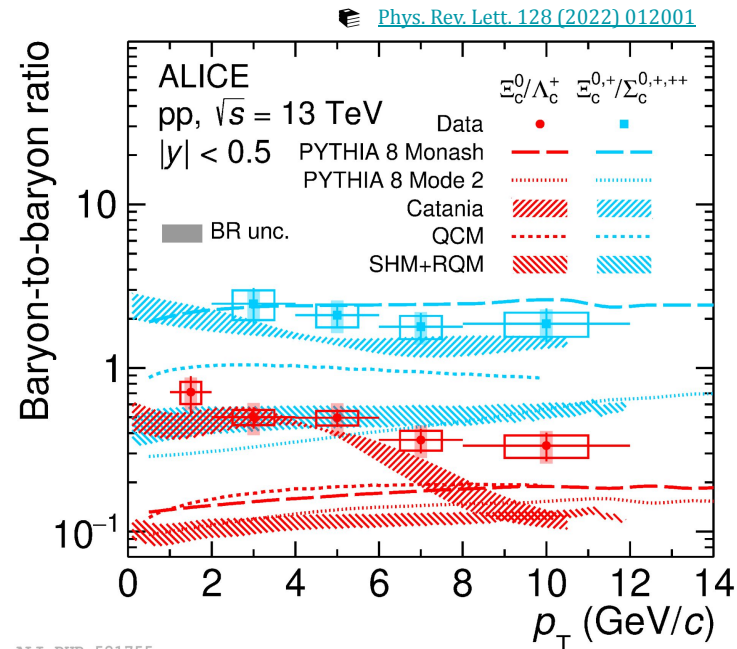 Phys. Rev. Lett. 128 (2022) 012001
Baryon-to-baryon ratio
ALICE
pp, √s = 13 TeV
|y| < 0.5
BR unc.
Ξc0/Λc+ Ξc0,+/Σc0,+,++
Data
PYTHIA 8 Monash
PYTHIA 8 Mode 2
Catania
QCM
SHM+RQM
10
1
10−1
0 2 4 6 8 10 12 14
pT (GeV/c)